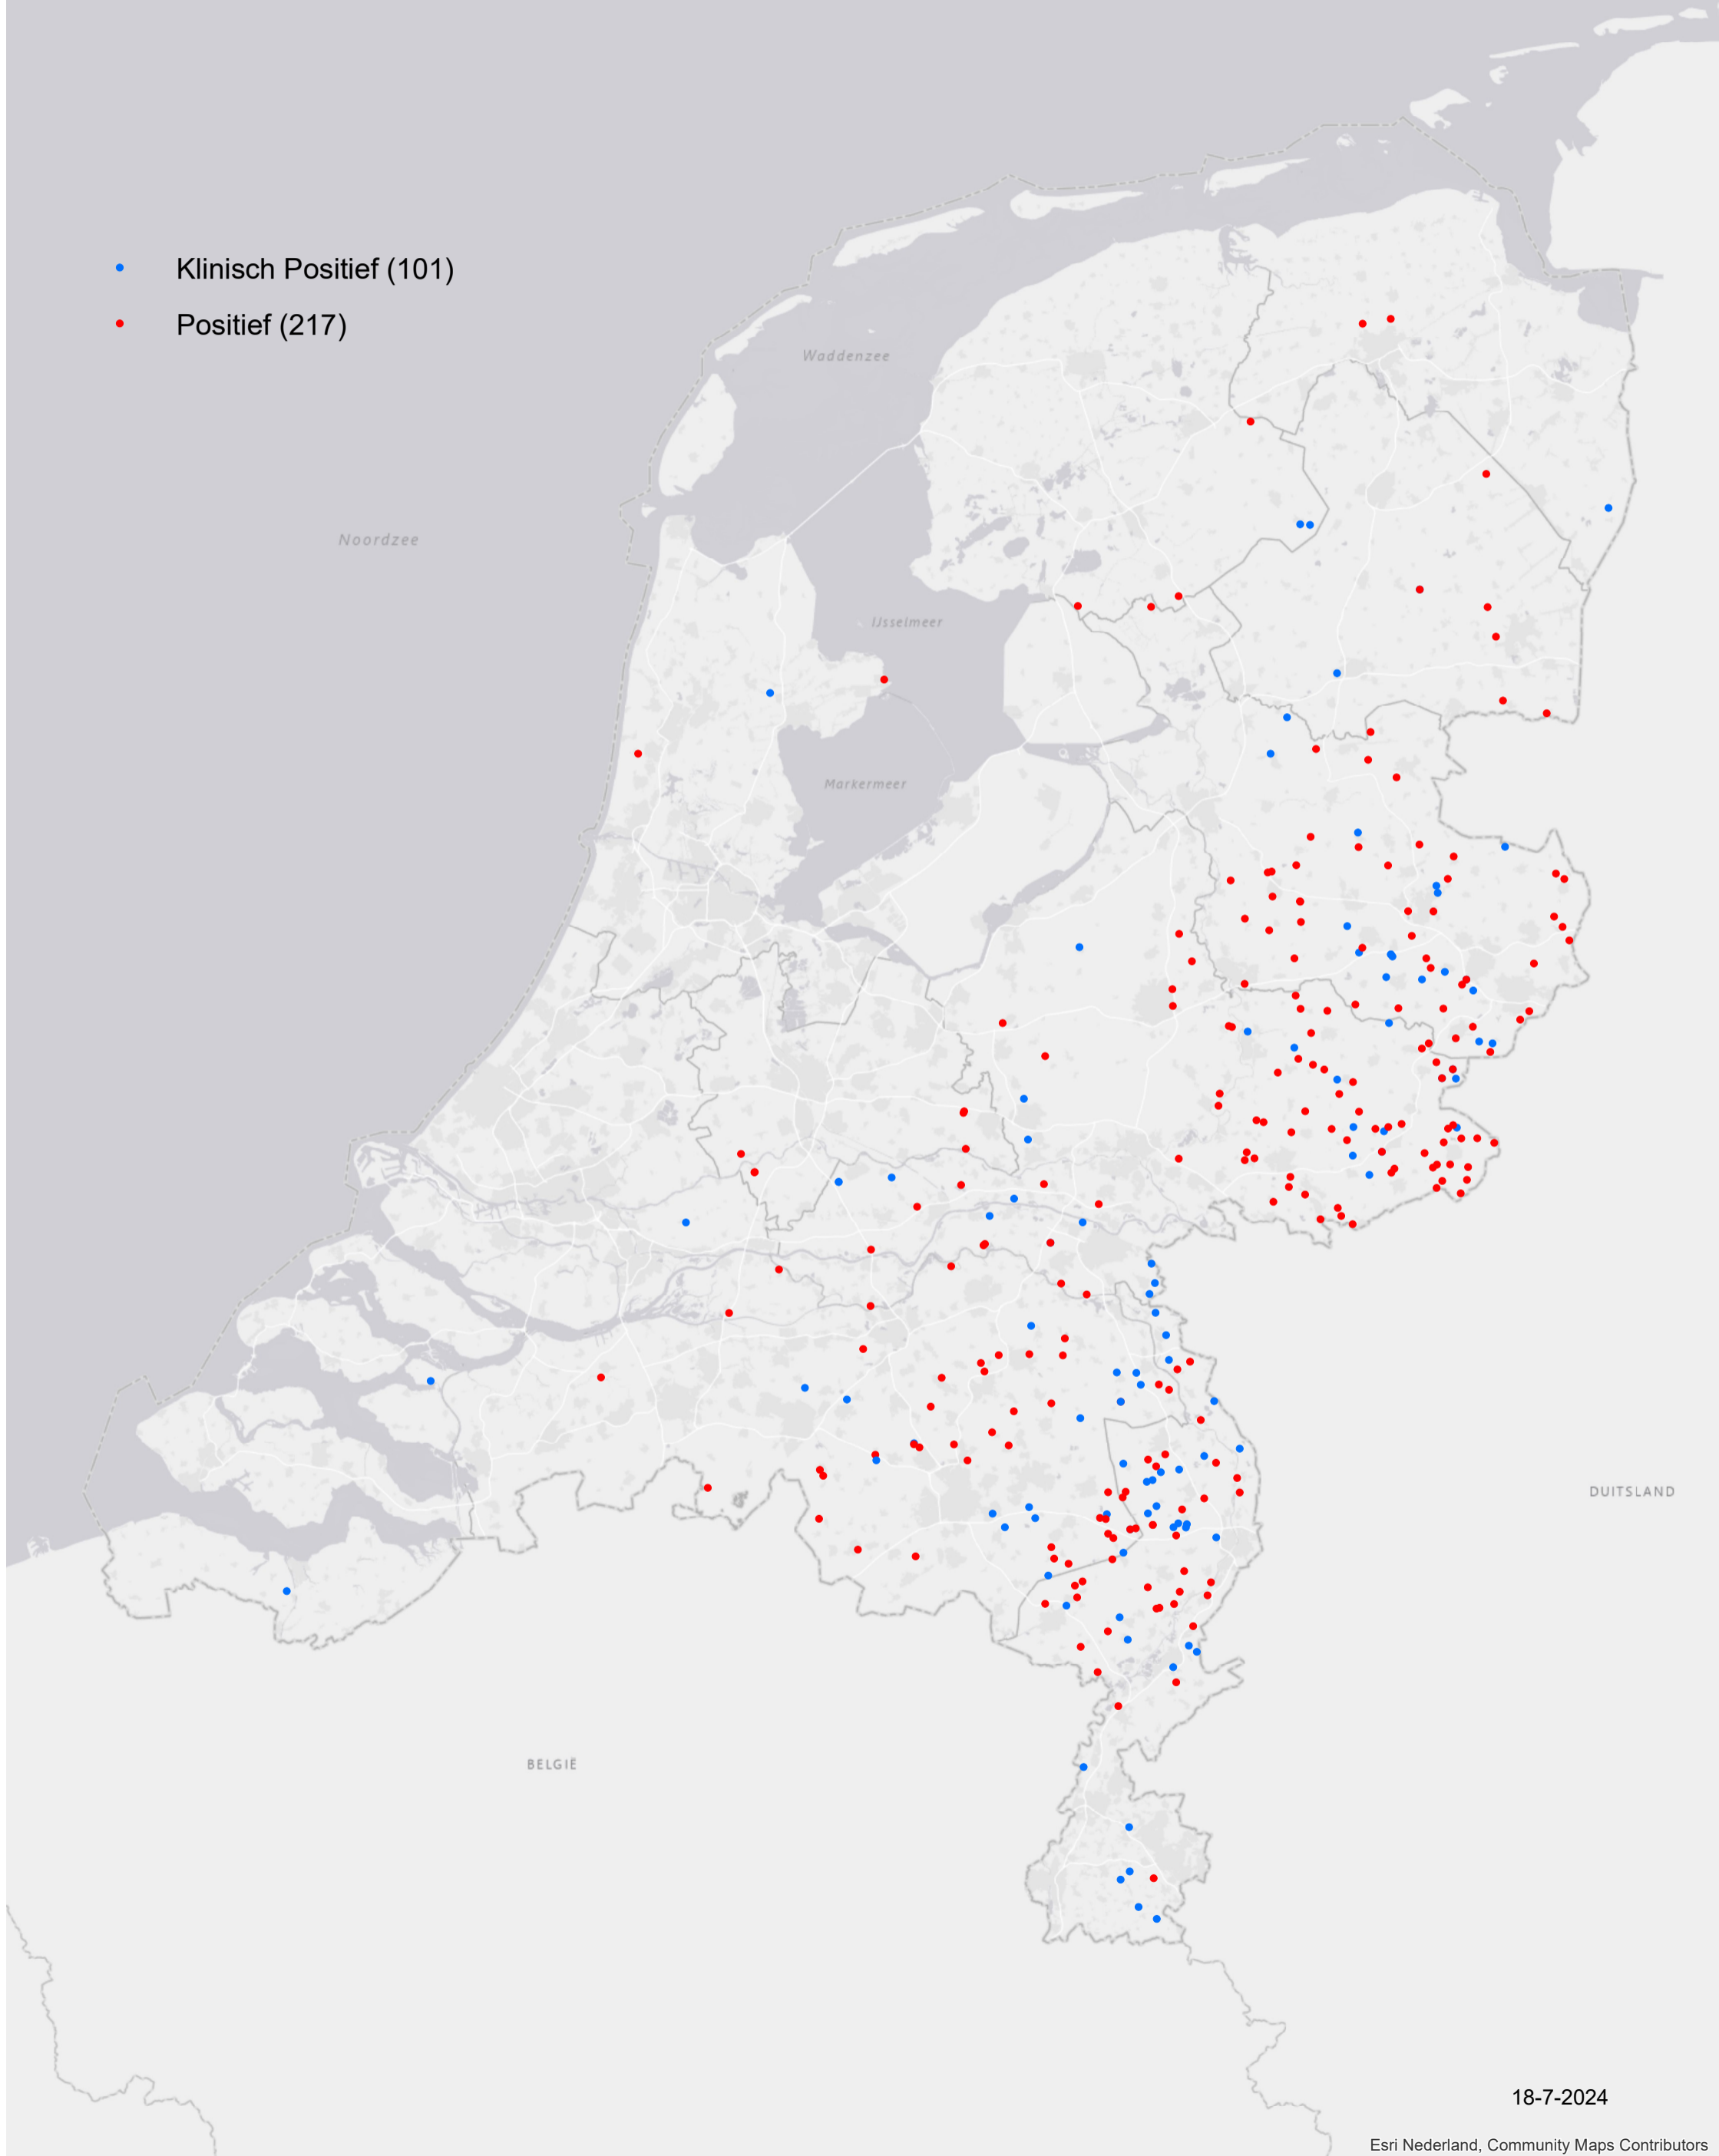 Klinisch Positief (101)
Positief (217)
Waddenzee
Noordzee
IJsselmeer
Markermeer
DUITSLAND
BELGIË
18-7-2024
Esri Nederland, Community Maps Contributors